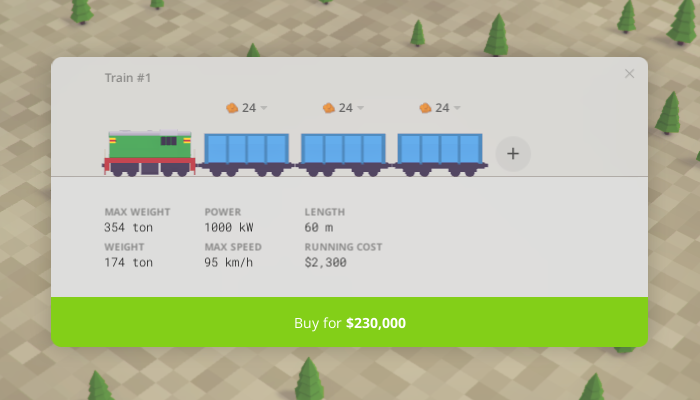 Train #1
24 24 24
MAX WEIGHT POWER LENGTH
354 ton 1000 kW 60 m
WEIGHT MAX SPEED RUNNING COST
174 ton 95 km/h $2,300
Buy for $230,000